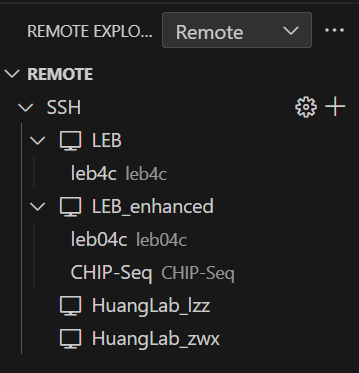 REMOTE EXPLO... Remote
REMOTE
SSH
LEB
leb4c leb4c
LEB_enhanced
leb04c leb04c
CHIP-Seq CHIP-Seq
HuangLab_lzz
HuangLab_zwx